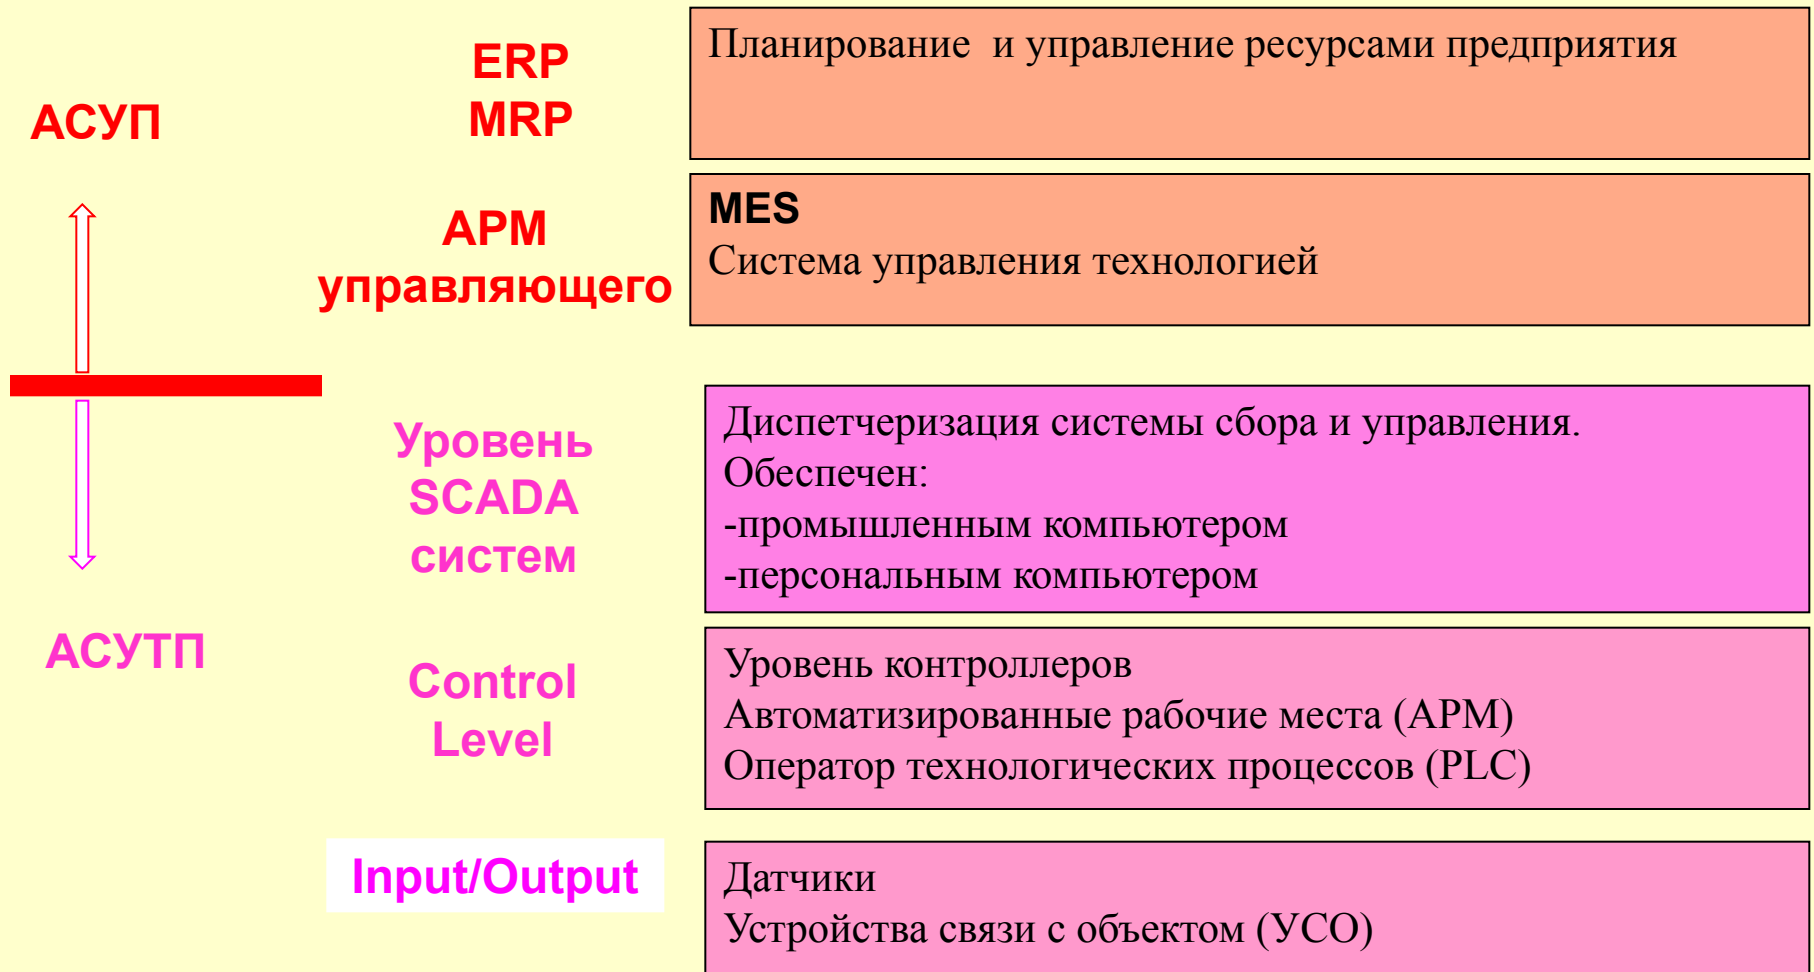 АСУП
ERP
MRP
Планирование  и управление ресурсами предприятия
АРМ
управляющего
MES
Система управления технологией
Уровень
SCADA
систем
Диспетчеризация системы сбора и управления.
Обеспечен:
-промышленным компьютером
-персональным компьютером
АСУТП
Control
Level
Уровень контроллеров
Автоматизированные рабочие места (АРМ)
Оператор технологических процессов (PLC)
Input/Output
Датчики
Устройства связи с объектом (УСО)